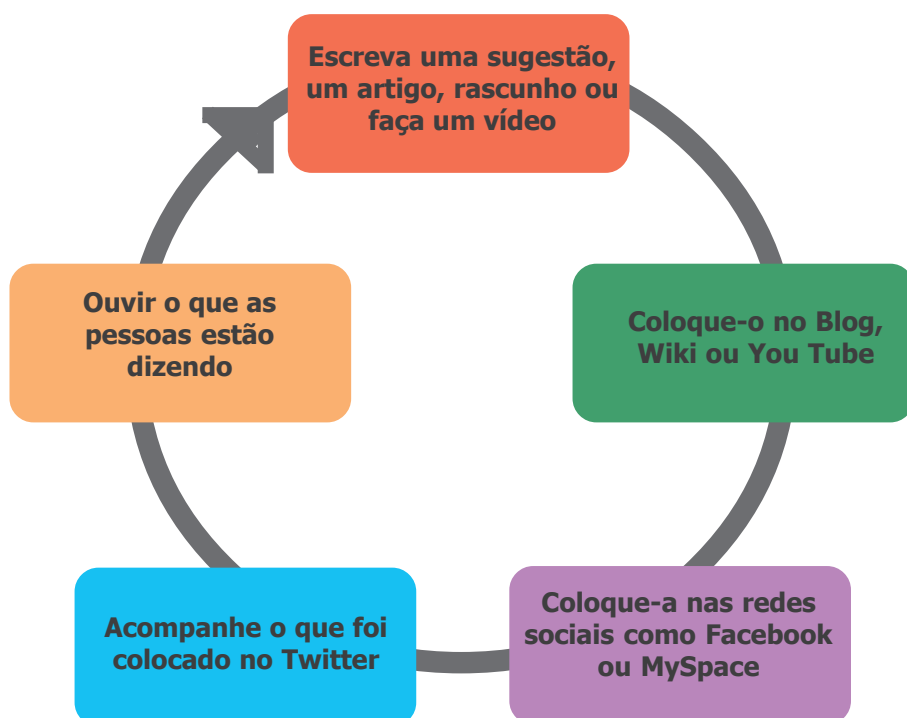 Escreva uma sugestão,
um artigo, rascunho ou
faça um vídeo
Coloque-o no Blog,
Wiki ou You Tube
Coloque-a nas redes
sociais como Facebook
ou MySpace
Acompanhe o que foi
colocado no Twitter
Ouvir o que as
pessoas estão
dizendo